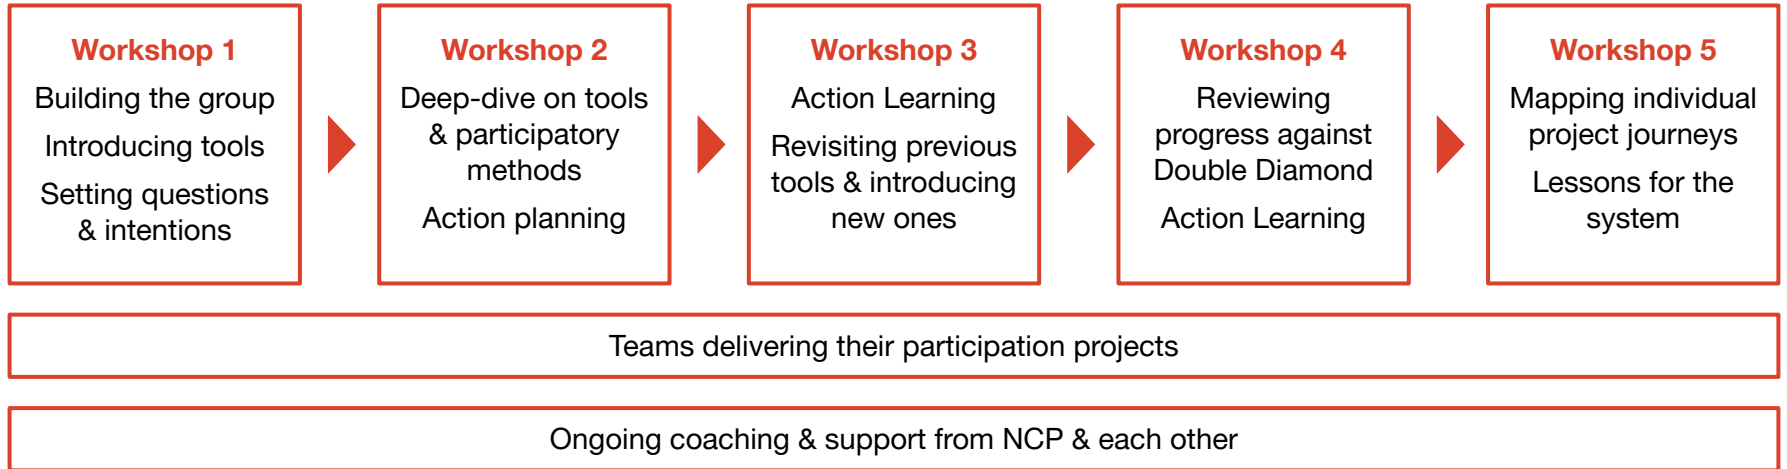 Workshop 1
Building the group
Introducing tools
Setting questions
& intentions
Workshop 2
Deep-dive on tools
& participatory
methods
Action planning
Workshop 3
Action Learning
Revisiting previous
tools & introducing
new ones
Workshop 4
Reviewing
progress against
Double Diamond
Action Learning
Workshop 5
Mapping individual
project journeys
Lessons for the
system
Teams delivering their participation projects
Ongoing coaching & support from NCP & each other